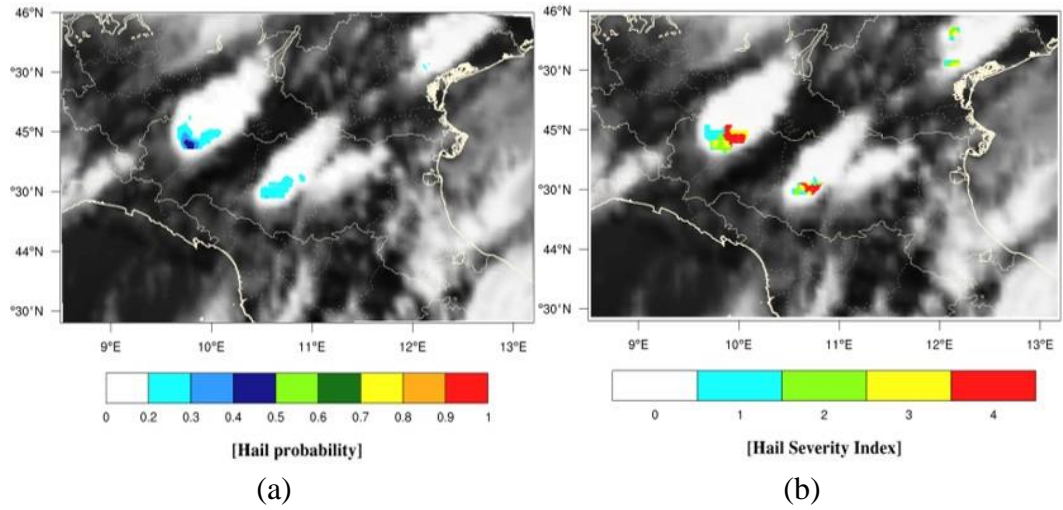 46°N
°30'N
45°N
°30'N
44°N
°30'N
9°E 10°E 11°E 12°E 13°E
0 0.2 0.3 0.4 0.5 0.6 0.7 0.8 0.9 1
[Hail probability]
(a)
46°N
°30'N
45°N
°30'N
44°N
°30'N
9°E 10°E 11°E 12°E 13°E
0 1 2 3 4
[Hail Severity Index]
(b)